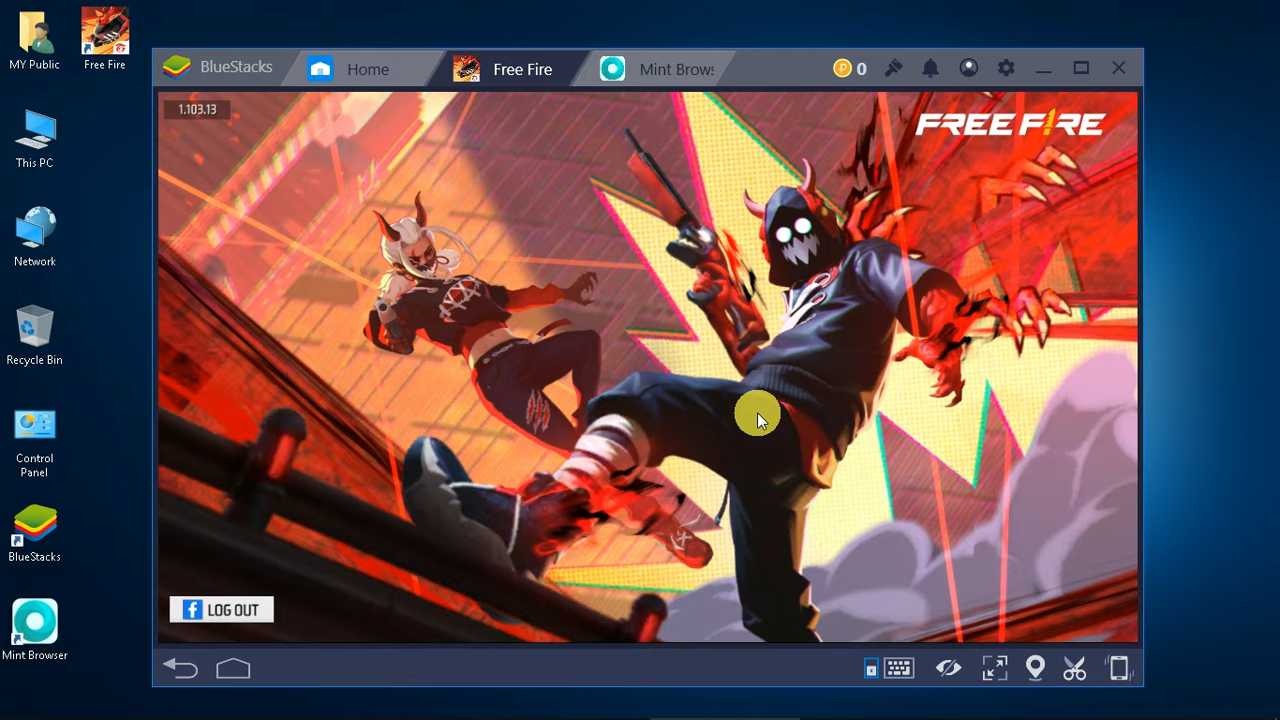 MY Public
Free Fire
This PC
Network
Recycle Bin
Control
Panel
BlueStacks
Mint Browser
BlueStacks
Home
Free Fire
Mint Brows
P 0
1.103.13
FREE FIRE
f LOG OUT